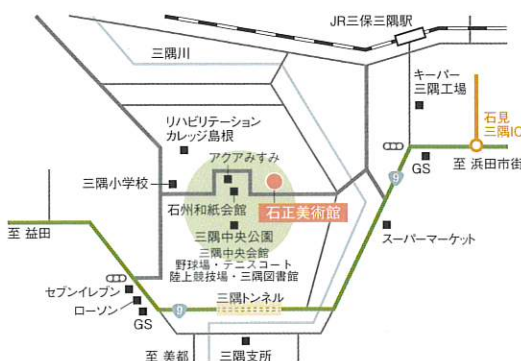 JR三保三隅駅
三隅川
キーパー
三隅工場
石見
三隅IC
リハビリテーション
カレッジ島根
アクアみすみ
GS
至 浜田市街
三隅小学校
9
石州和紙会館
石正美術館
三隅中央公園
至 益田
三隅中央会館
野球場・テニスコート
陸上競技場・三隅図書館
スーパーマーケット
セブンイレブン
ローソン
9
三隅トンネル
GS
至 美都
三隅支所